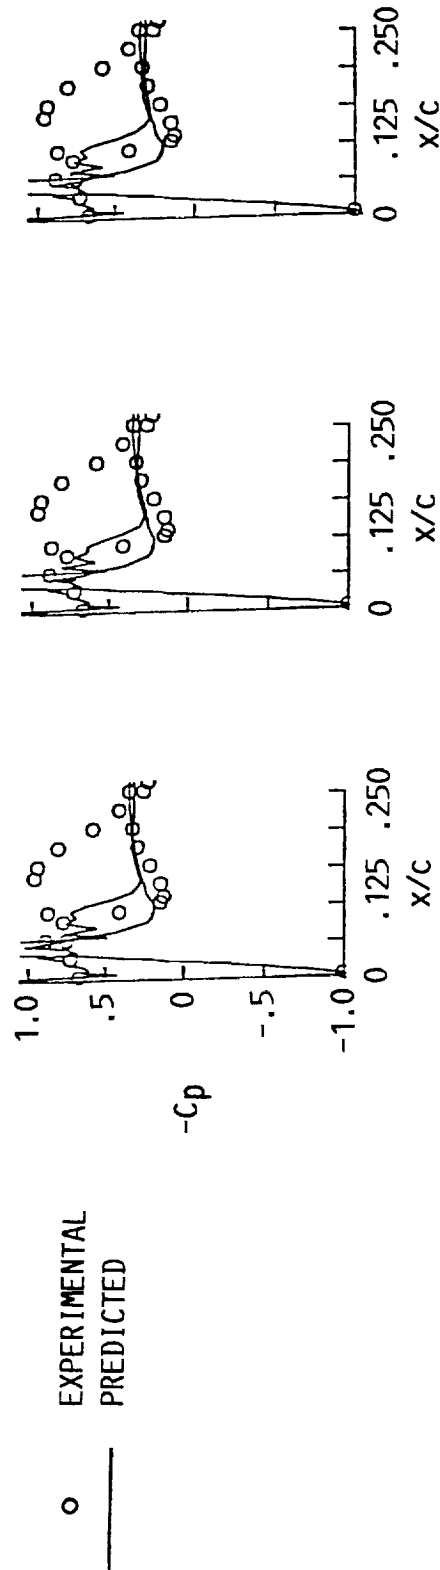 EXPERIMENTAL
PREDICTED
-Cp
1.0
.5
0
-.5
-1.0
0 .125 .250
x/c
0 .125 .250
x/c
0 .125 .250
x/c